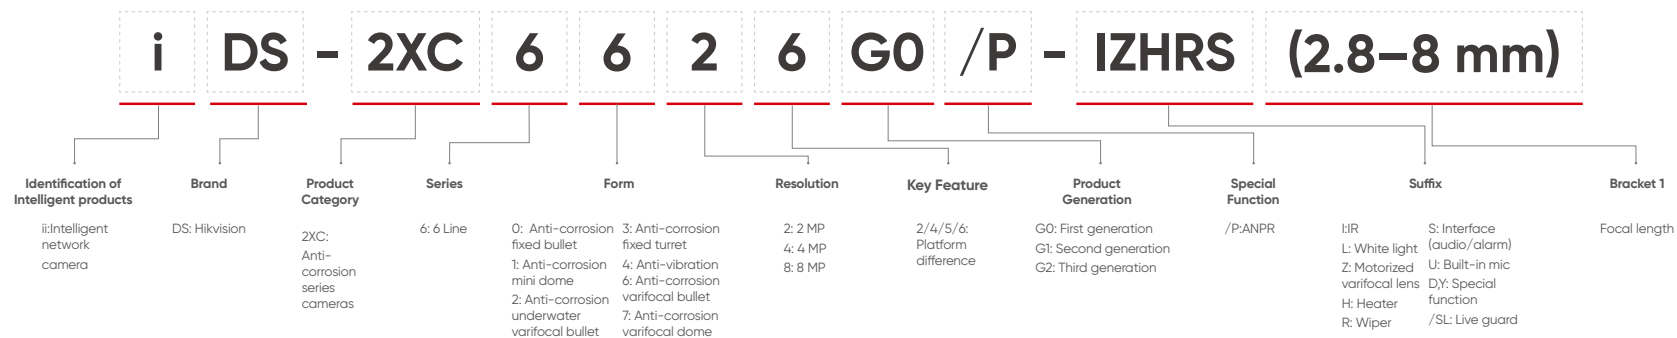 i DS - 2XC 6 6 2 6 G0 /P - IZHRS (2.8–8 mm)
Identification of
Intelligent products
ii:Intelligent
network
camera
Brand
DS: Hikvision
Product
Category
2XC:
Anti-
corrosion
series
cameras
Series
6: 6 Line
Form
0: Anti-corrosion
fixed bullet
1: Anti-corrosion
mini dome
2: Anti-corrosion
underwater
varifocal bullet
3: Anti-corrosion
fixed turret
4: Anti-vibration
6: Anti-corrosion
varifocal bullet
7: Anti-corrosion
varifocal dome
Resolution
2: 2 MP
4: 4 MP
8: 8 MP
Key Feature
2/4/5/6:
Platform
difference
Product
Generation
G0: First generation
G1: Second generation
G2: Third generation
Special
Function
/P:ANPR
Suffix
I:IR
L: White light
Z: Motorized
varifocal lens
H: Heater
R: Wiper
S: Interface
(audio/alarm)
U: Built-in mic
D,Y: Special
function
/SL: Live guard
Bracket 1
Focal length